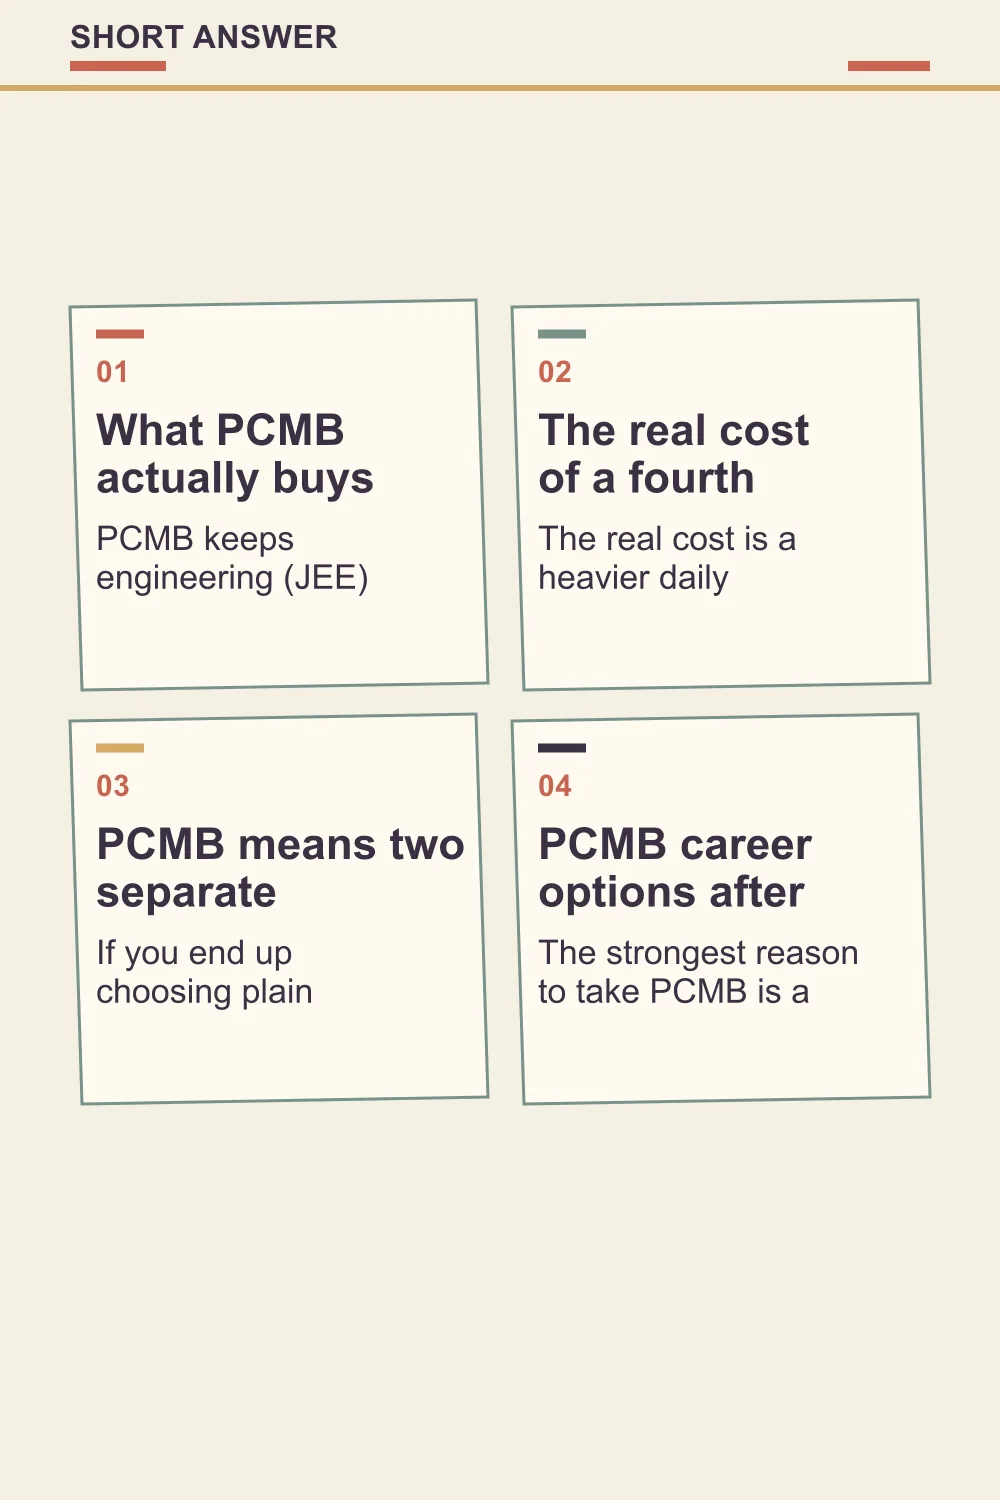 SHORT ANSWER
01
What PCMB
actually buys
PCMB keeps
engineering (JEE)
02
The real cost
of a fourth
The real cost is a
heavier daily
03
PCMB means two
separate
If you end up
choosing plain
04
PCMB career
options after
The strongest reason
to take PCMB is a